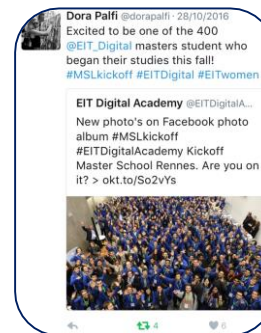 Dora Palfi @dorapalfi · 28/10/2016
Excited to be one of the 400
@EIT_Digital masters student who
began their studies this fall!
#MSLkickoff #EITDigital #EITwomen
EIT Digital Academy @EITDigitalA...
New photo's on Facebook photo
album #MSLkickoff
#EITDigitalAcademy Kickoff
Master School Rennes. Are you on
it? > okt.to/So2vYs
4 6